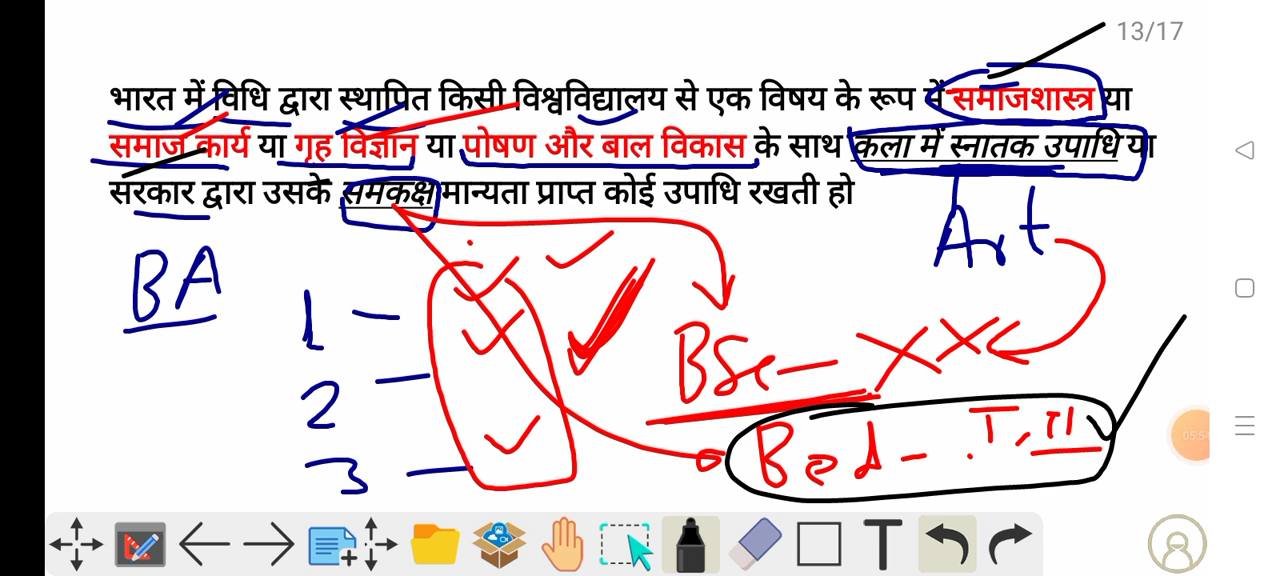 13/17
भारत में विधि द्वारा स्थापित किसी विश्वविद्यालय से एक विषय के रूप में समाजशास्त्र या
समाज कार्य या गृह विज्ञान या पोषण और बाल विकास के साथ कला में स्नातक उपाधि या
सरकार द्वारा उसके समकक्ष मान्यता प्राप्त कोई उपाधि रखती हो
Art
BA
1 -
BSc -
2 -
Bed -
3 -
T